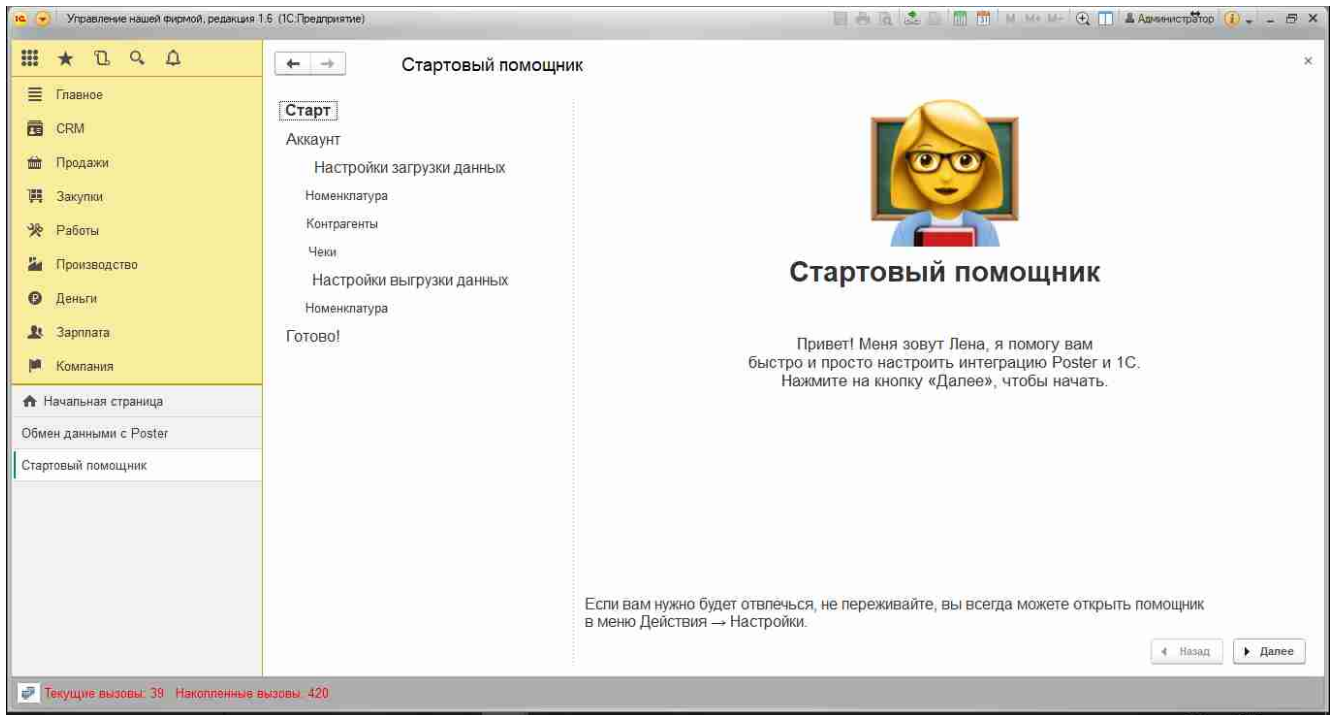 Управление нашей фирмой, редакция 1.6 (1С:Предприятие)
M M+ M- Администратор
Главное
CRM
Продажи
Закупки
Работы
Производство
Деньги
Зарплата
Компания
Начальная страница
Обмен данными с Poster
Стартовый помощник
Стартовый помощник
Старт
Аккаунт
Настройки загрузки данных
Номенклатура
Контрагенты
Чеки
Настройки выгрузки данных
Номенклатура
Готово!
Стартовый помощник
Привет! Меня зовут Лена, я помогу вам
быстро и просто настроить интеграцию Poster и 1С.
Нажмите на кнопку «Далее», чтобы начать.
Если вам нужно будет отвлечься, не переживайте, вы всегда можете открыть помощник
в меню Действия → Настройки.
Назад Далее
Текущие вызовы: 39 Накопленные вызовы: 420